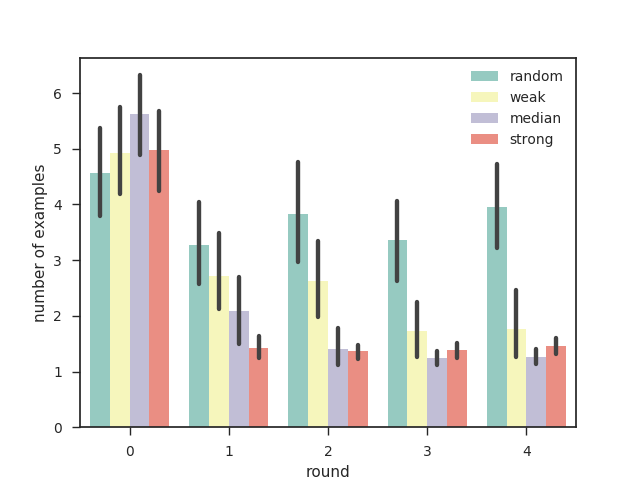 number of examples
6
5
4
3
2
1
0
random
weak
median
strong
0 1 2 3 4
round